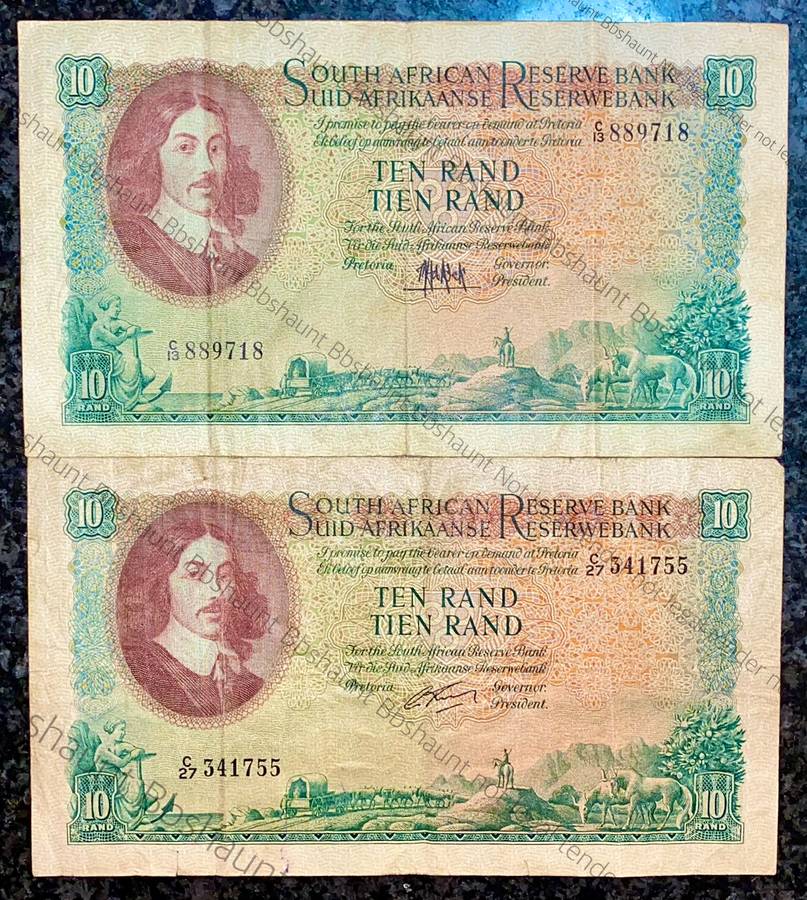 10 SOUTH AFRICAN RESERVE BANK 10
SUID-AFRIKAANSE RESERWEBANK
I promise to pay the bearer on demand at Pretoria
Ek beloof op aanvraag te betaal aan toonder te Pretoria
C/13 889718
TEN RAND
TIEN RAND
For the South African Reserve Bank
Vir die Suid-Afrikaanse Reserwebank
Pretoria Governor.
President.
C/13 889718
10 RAND 10 RAND
10 SOUTH AFRICAN RESERVE BANK 10
SUID-AFRIKAANSE RESERWEBANK
I promise to pay the bearer on demand at Pretoria
Ek beloof op aanvraag te betaal aan toonder te Pretoria
C/27 341755
TEN RAND
TIEN RAND
For the South African Reserve Bank
Vir die Suid-Afrikaanse Reserwebank
Pretoria Governor.
President.
C/27 341755
10 RAND 10 RAND
Bbshaunt Bbshaunt Bbshaunt Bbshaunt Not